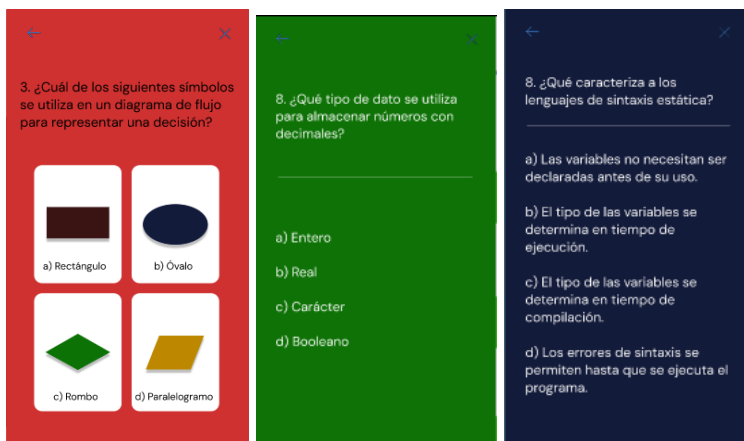 3. ¿Cuál de los siguientes símbolos
se utiliza en un diagrama de flujo
para representar una decisión?
a) Rectángulo
b) Óvalo
c) Rombo
d) Paralelogramo
8. ¿Qué tipo de dato se utiliza
para almacenar números con
decimales?
a) Entero
b) Real
c) Carácter
d) Booleano
8. ¿Qué caracteriza a los
lenguajes de sintaxis estática?
a) Las variables no necesitan ser
declaradas antes de su uso.
b) El tipo de las variables se
determina en tiempo de
ejecución.
c) El tipo de las variables se
determina en tiempo de
compilación.
d) Los errores de sintaxis se
permiten hasta que se ejecuta el
programa.